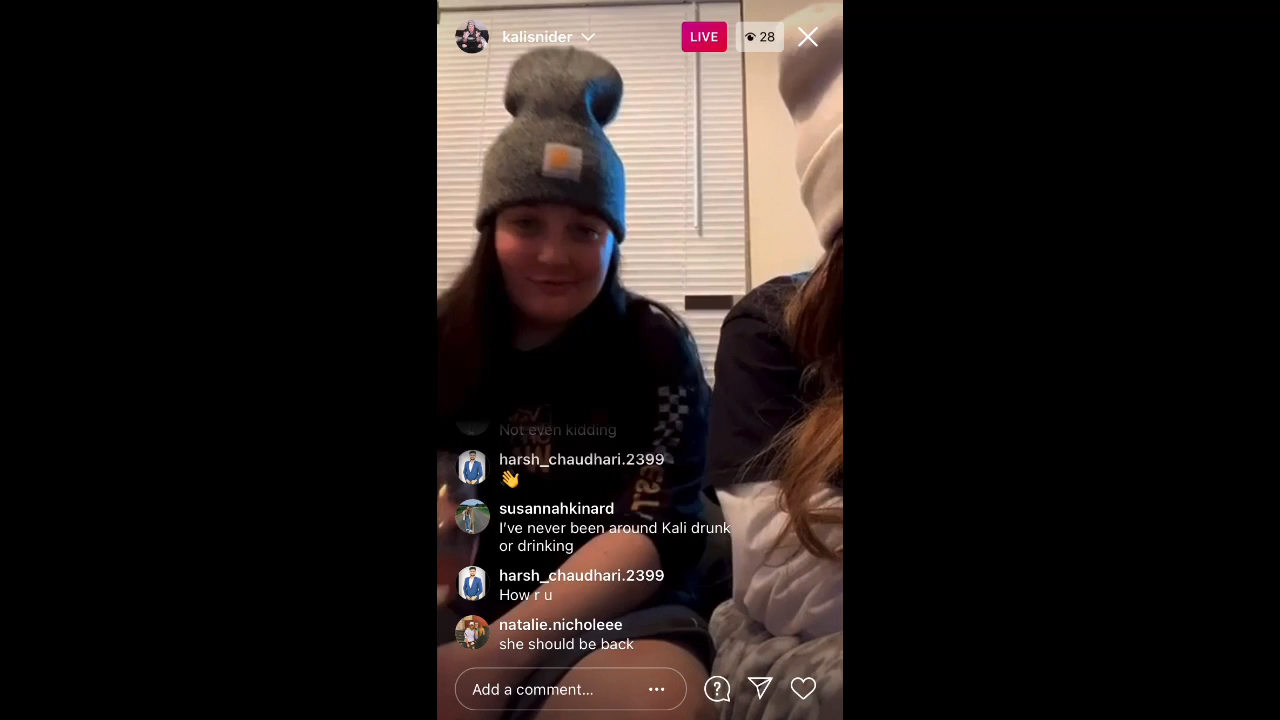 kalisnider
LIVE
28
Not even kidding
harsh_chaudhari.2399
👋
susannahkinard
I've never been around Kali drunk
or drinking
harsh_chaudhari.2399
How r u
natalie.nicholeee
she should be back
Add a comment...